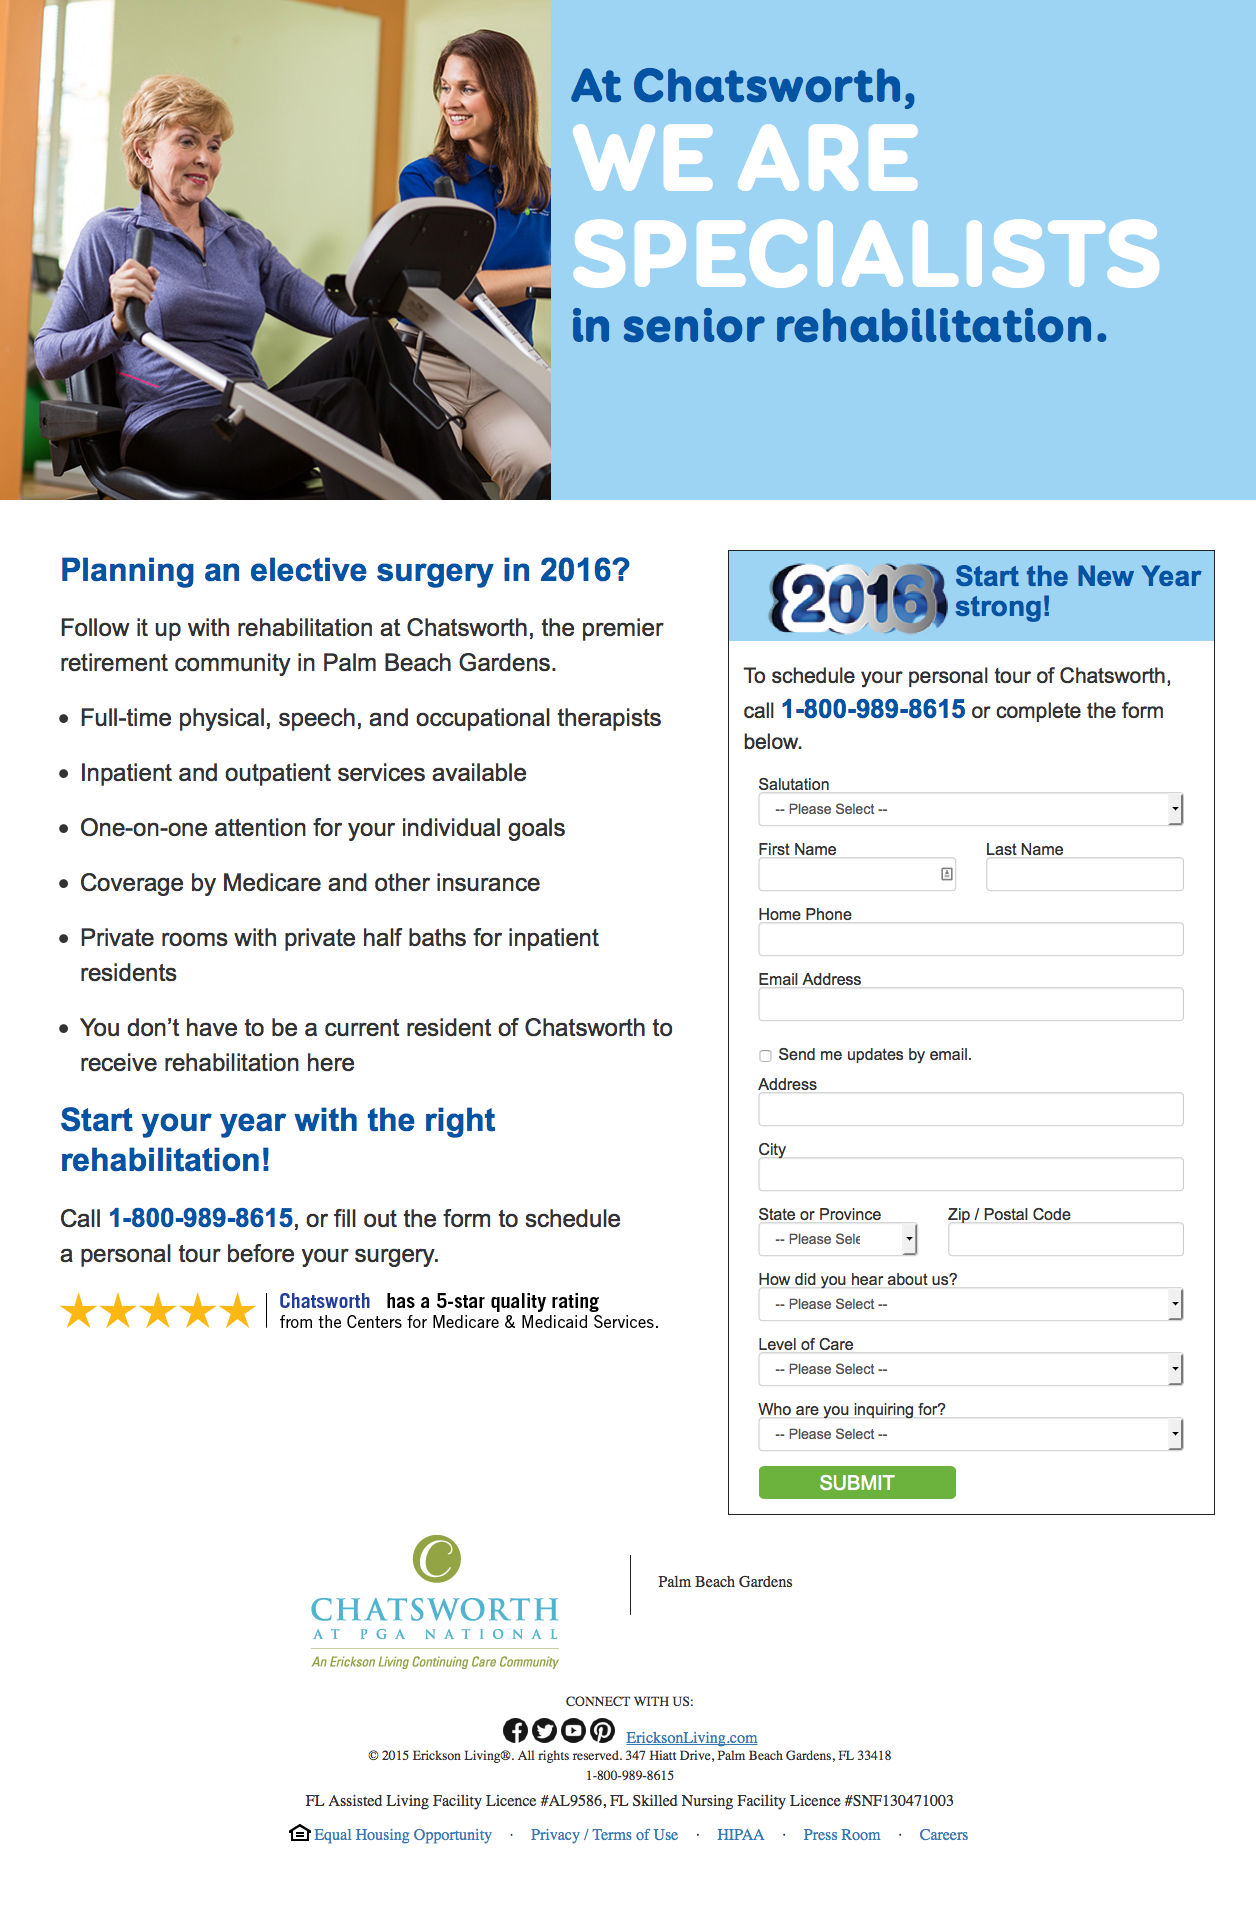 At Chatsworth,
WE ARE
SPECIALISTS
in senior rehabilitation.
Planning an elective surgery in 2016?
Follow it up with rehabilitation at Chatsworth, the premier
retirement community in Palm Beach Gardens.
• Full-time physical, speech, and occupational therapists
• Inpatient and outpatient services available
• One-on-one attention for your individual goals
• Coverage by Medicare and other insurance
• Private rooms with private half baths for inpatient
residents
• You don’t have to be a current resident of Chatsworth to
receive rehabilitation here
Start your year with the right
rehabilitation!
Call 1-800-989-8615, or fill out the form to schedule
a personal tour before your surgery.
Chatsworth has a 5-star quality rating
from the Centers for Medicare & Medicaid Services.
2016 Start the New Year
strong!
To schedule your personal tour of Chatsworth,
call 1-800-989-8615 or complete the form
below.
Salutation
-- Please Select --
First Name Last Name
Home Phone
Email Address
Send me updates by email.
Address
City
State or Province Zip / Postal Code
-- Please Sele
How did you hear about us?
-- Please Select --
Level of Care
-- Please Select --
Who are you inquiring for?
-- Please Select --
SUBMIT
C
CHATSWORTH
AT PGA NATIONAL
An Erickson Living Continuing Care Community
Palm Beach Gardens
CONNECT WITH US:
EricksonLiving.com
© 2015 Erickson Living®. All rights reserved. 347 Hiatt Drive, Palm Beach Gardens, FL 33418
1-800-989-8615
FL Assisted Living Facility Licence #AL9586, FL Skilled Nursing Facility Licence #SNF130471003
Equal Housing Opportunity · Privacy / Terms of Use · HIPAA · Press Room · Careers